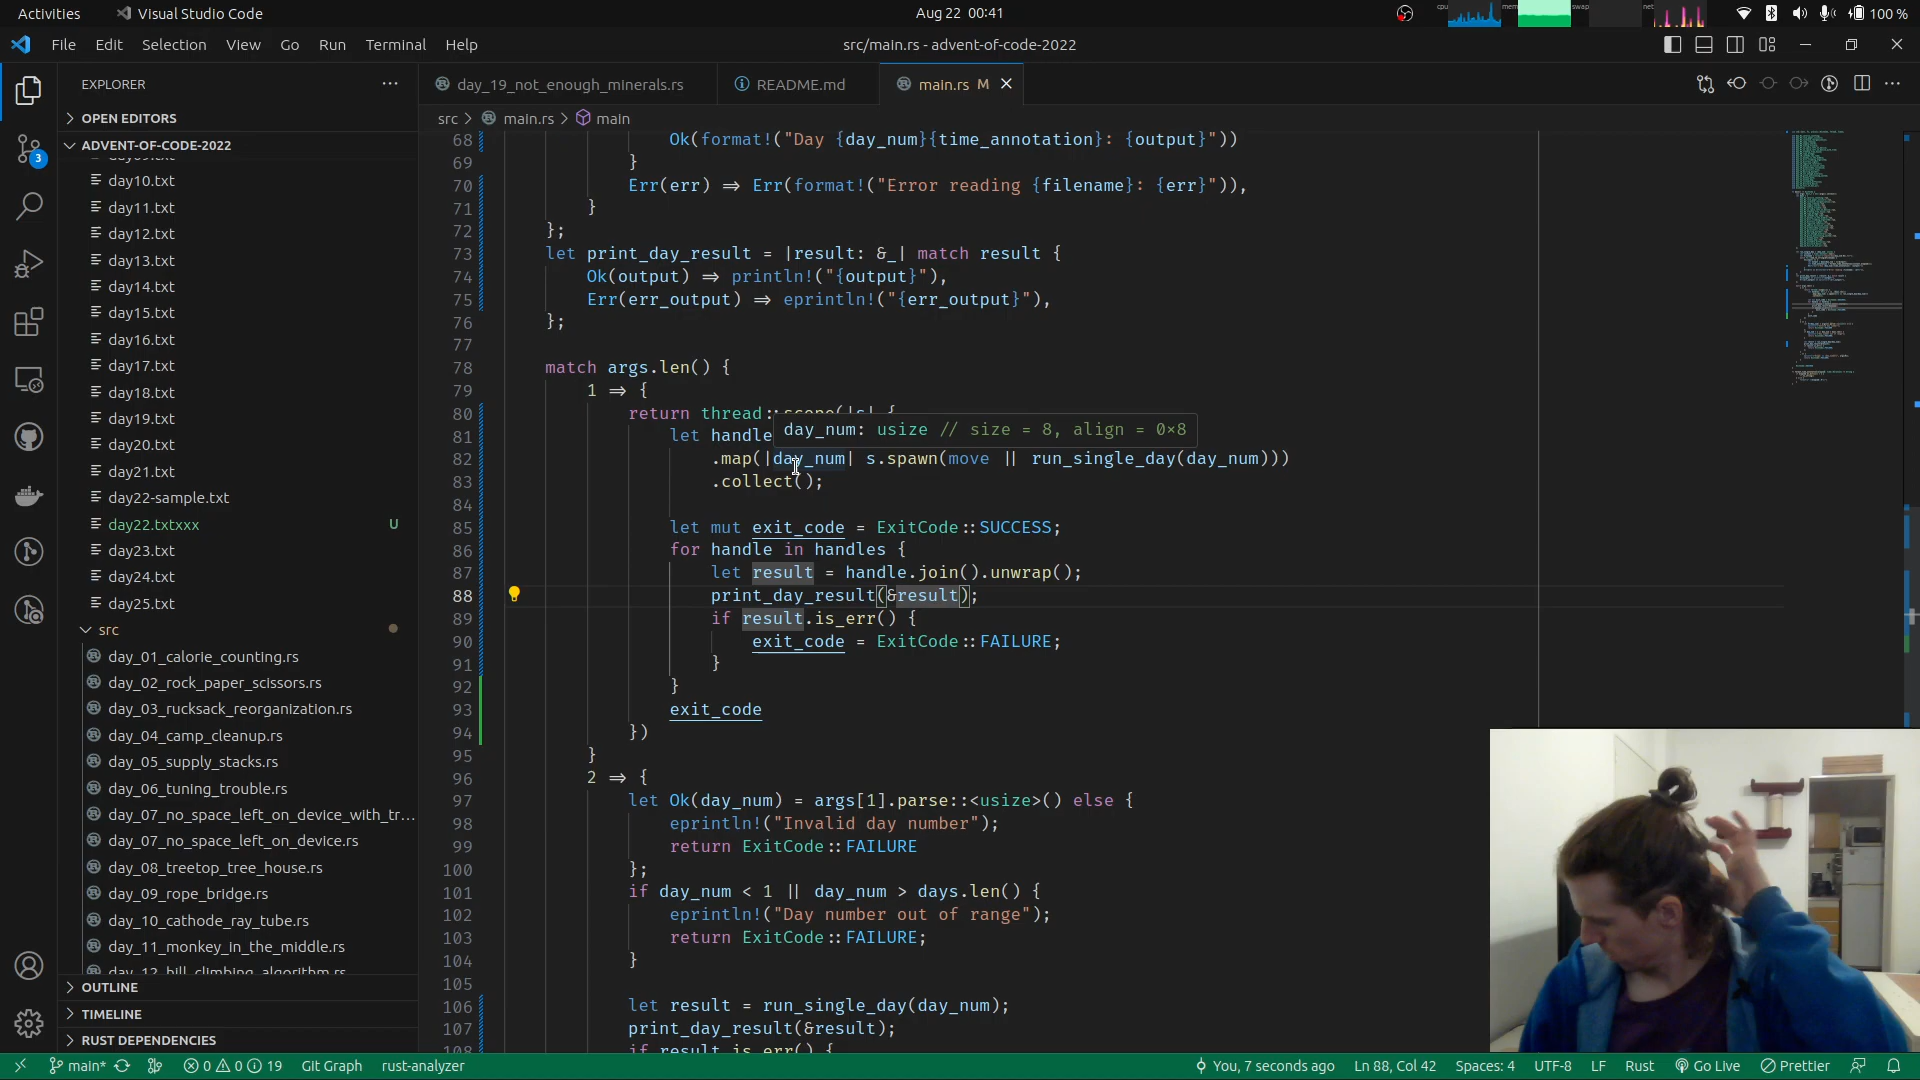 Activities
Visual Studio Code
Aug 22 00:41
cpu
mem
swap
net
100 %
File Edit Selection View Go Run Terminal Help
src/main.rs - advent-of-code-2022
EXPLORER
day_19_not_enough_minerals.rs
README.md
main.rs M
OPEN EDITORS
src > main.rs > main
ADVENT-OF-CODE-2022
day10.txt
day11.txt
day12.txt
day13.txt
day14.txt
day15.txt
day16.txt
day17.txt
day18.txt
day19.txt
day20.txt
day21.txt
day22-sample.txt
day22.txtxxx U
day23.txt
day24.txt
day25.txt
src
day_01_calorie_counting.rs
day_02_rock_paper_scissors.rs
day_03_rucksack_reorganization.rs
day_04_camp_cleanup.rs
day_05_supply_stacks.rs
day_06_tuning_trouble.rs
day_07_no_space_left_on_device_with_tr...
day_07_no_space_left_on_device.rs
day_08_treetop_tree_house.rs
day_09_rope_bridge.rs
day_10_cathode_ray_tube.rs
day_11_monkey_in_the_middle.rs
day_12_hill_climbing_algorithm.rs
OUTLINE
TIMELINE
RUST DEPENDENCIES
3
68 Ok(format!("Day {day_num}{time_annotation}: {output}"))
69 }
70 Err(err) => Err(format!("Error reading {filename}: {err}")),
71 }
72 };
73 let print_day_result = |result: &_| match result {
74 Ok(output) => println!("{output}"),
75 Err(err_output) => eprintln!("{err_output}"),
76 };
77
78 match args.len() {
79 1 => {
80 return thread::scope(|s| {
day_num: usize // size = 8, align = 0×8
81 let handle
82 .map(|day_num| s.spawn(move || run_single_day(day_num)))
83 .collect();
84
85 let mut exit_code = ExitCode::SUCCESS;
86 for handle in handles {
87 let result = handle.join().unwrap();
88 print_day_result(&result);
89 if result.is_err() {
90 exit_code = ExitCode::FAILURE;
91 }
92 }
93 exit_code
94 })
95 }
96 2 => {
97 let Ok(day_num) = args[1].parse::<usize>() else {
98 eprintln!("Invalid day number");
99 return ExitCode::FAILURE
100 };
101 if day_num < 1 || day_num > days.len() {
102 eprintln!("Day number out of range");
103 return ExitCode::FAILURE;
104 }
105
106 let result = run_single_day(day_num);
107 print_day_result(&result);
108 if result.is_err() {
main* 0 0 19 Git Graph rust-analyzer
You, 7 seconds ago Ln 88, Col 42 Spaces: 4 UTF-8 LF Rust Go Live Prettier